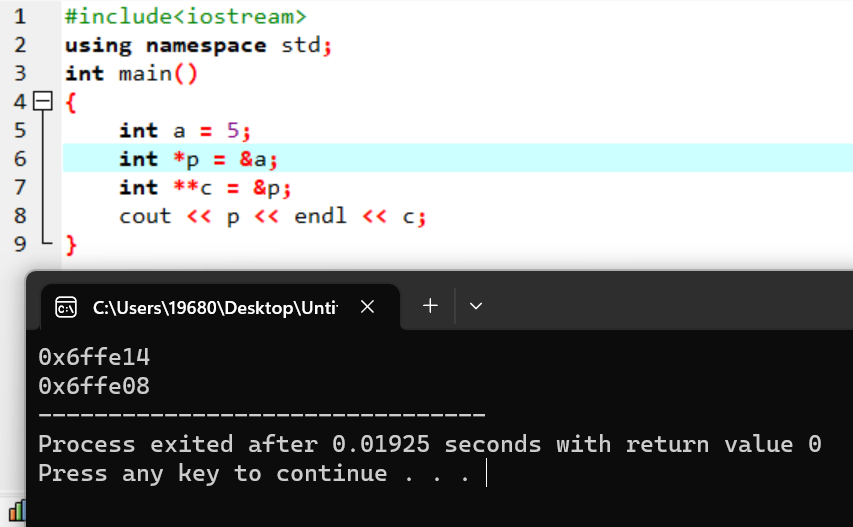 1 #include<iostream>
2 using namespace std;
3 int main()
4 {
5 int a = 5;
6 int *p = &a;
7 int **c = &p;
8 cout << p << endl << c;
9 }
C:\Users\19680\Desktop\Unti
0x6ffe14
0x6ffe08
--------------------------------
Process exited after 0.01925 seconds with return value 0
Press any key to continue . . .